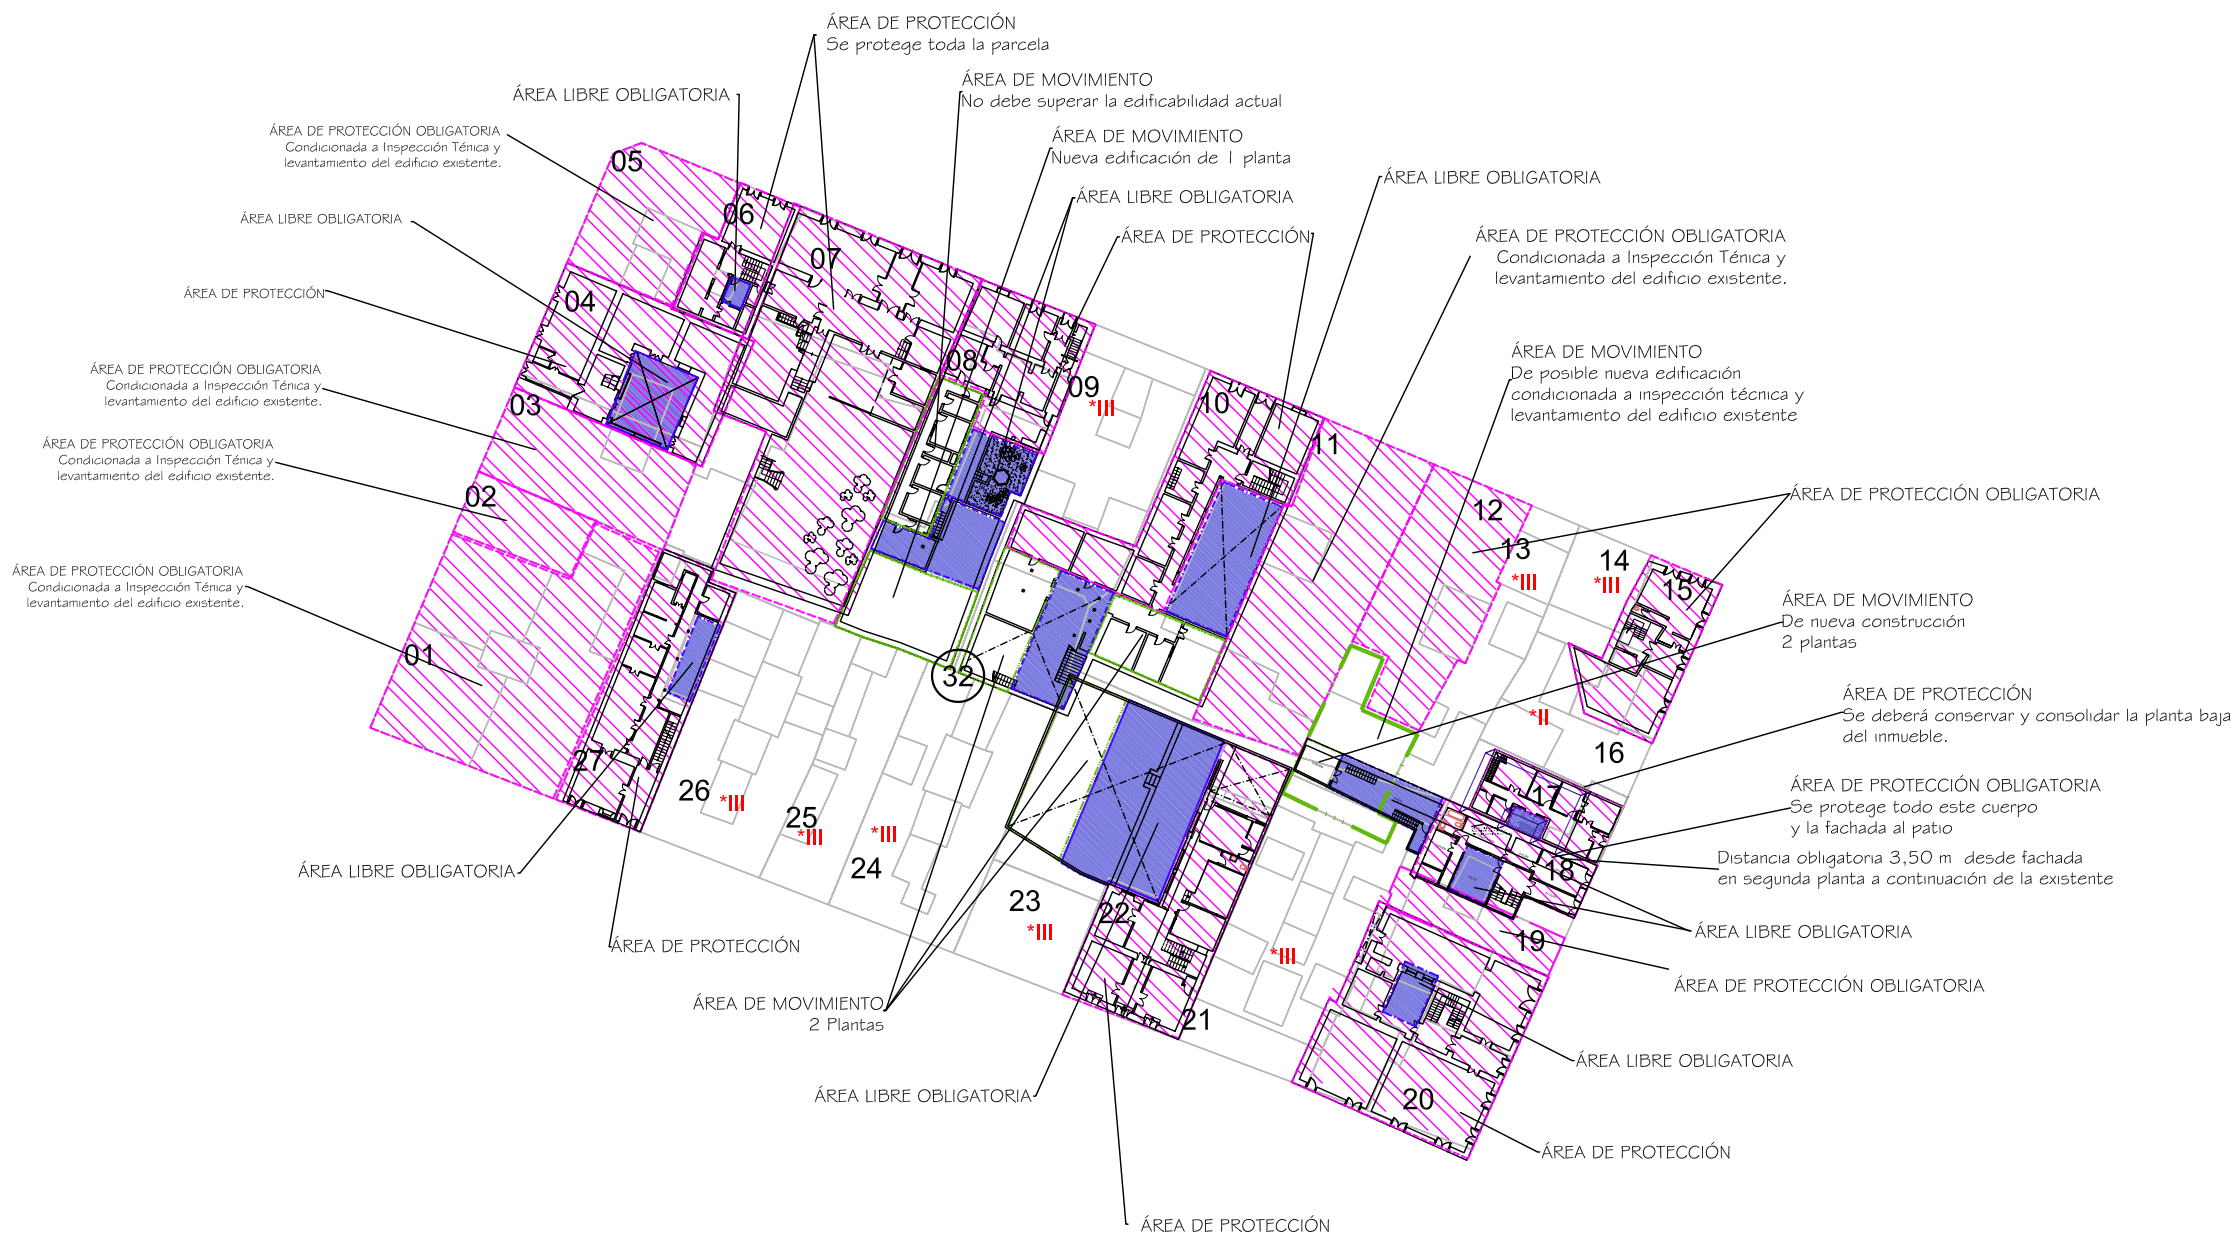 ÁREA DE PROTECCIÓN
Se protege toda la parcela
ÁREA DE MOVIMIENTO
No debe superar la edificabilidad actual
ÁREA LIBRE OBLIGATORIA
ÁREA DE PROTECCIÓN OBLIGATORIA
Condicionada a Inspección Ténica y
levantamiento del edificio existente.
ÁREA DE MOVIMIENTO
Nueva edificación de 1 planta
ÁREA LIBRE OBLIGATORIA
ÁREA DE PROTECCIÓN
ÁREA LIBRE OBLIGATORIA
ÁREA DE PROTECCIÓN OBLIGATORIA
Condicionada a Inspección Ténica y
levantamiento del edificio existente.
ÁREA LIBRE OBLIGATORIA
ÁREA DE PROTECCIÓN
ÁREA DE PROTECCIÓN OBLIGATORIA
Condicionada a Inspección Ténica y
levantamiento del edificio existente.
ÁREA DE PROTECCIÓN OBLIGATORIA
Condicionada a Inspección Ténica y
levantamiento del edificio existente.
ÁREA DE PROTECCIÓN OBLIGATORIA
Condicionada a Inspección Ténica y
levantamiento del edificio existente.
ÁREA DE MOVIMIENTO
De posible nueva edificación
condicionada a inspección técnica y
levantamiento del edificio existente
ÁREA DE PROTECCIÓN OBLIGATORIA
ÁREA DE MOVIMIENTO
De nueva construcción
2 plantas
ÁREA DE PROTECCIÓN
Se deberá conservar y consolidar la planta baja
del inmueble.
ÁREA DE PROTECCIÓN OBLIGATORIA
Se protege todo este cuerpo
y la fachada al patio
Distancia obligatoria 3,50 m desde fachada
en segunda planta a continuación de la existente
ÁREA LIBRE OBLIGATORIA
ÁREA DE PROTECCIÓN OBLIGATORIA
ÁREA LIBRE OBLIGATORIA
ÁREA DE PROTECCIÓN
ÁREA LIBRE OBLIGATORIA
ÁREA DE PROTECCIÓN
ÁREA DE MOVIMIENTO
2 Plantas
ÁREA LIBRE OBLIGATORIA
ÁREA DE PROTECCIÓN
05
06
07
04
03
02
01
08
09
*III
10
11
12
13
*III
14
*III
15
*II
16
17
18
19
20
21
22
23
*III
*III
24
*III
25
*III
26
*III
27
32